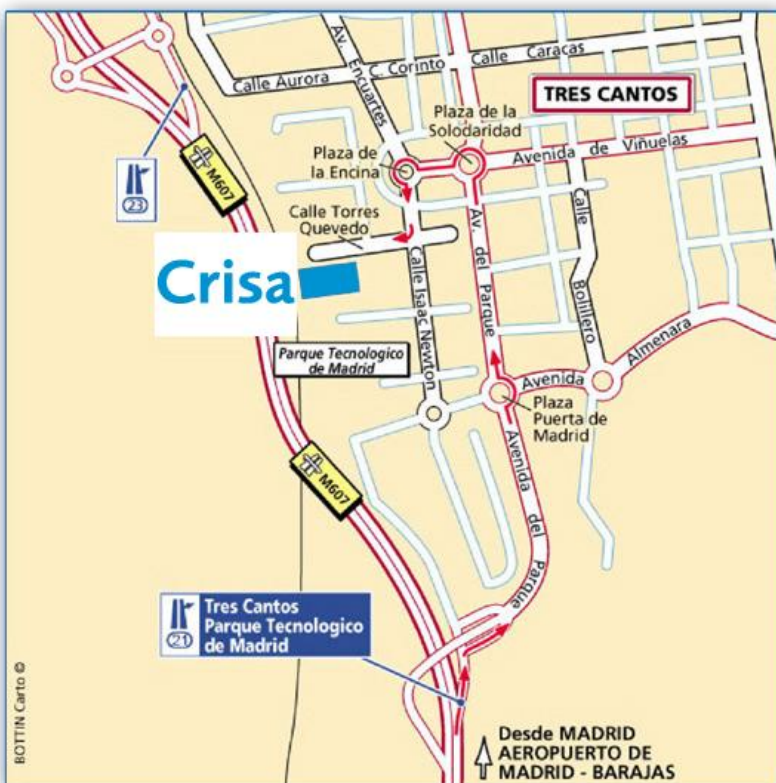 Av. Encuartes
Calle Aurora
C. Corinto
Calle Caracas
TRES CANTOS
Plaza de la
Solodaridad
Plaza de
la Encina
Avenida de Viñuelas
M607
23
Calle Torres
Quevedo
Calle
Bolillero
Crisa
Calle Isaac Newton
Av. del Parque
Parque Tecnologico
de Madrid
Avenida
Almenara
Plaza
Puerta de
Madrid
M607
Avenida del Parque
21
Tres Cantos
Parque Tecnologico
de Madrid
BOTTIN Carto ©
Desde MADRID
AEROPUERTO DE
MADRID - BARAJAS